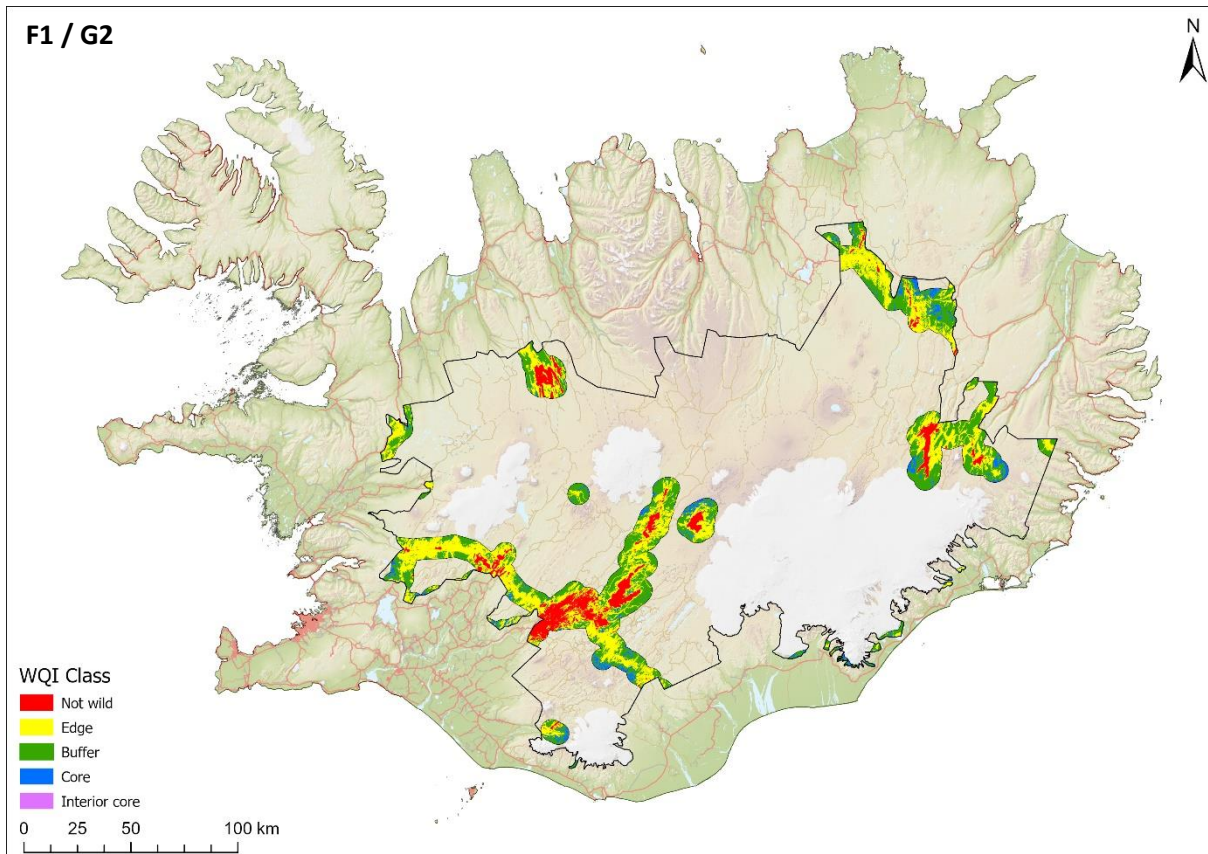 F1 / G2
N
WQI Class
Not wild
Edge
Buffer
Core
Interior core
0 25 50 100 km